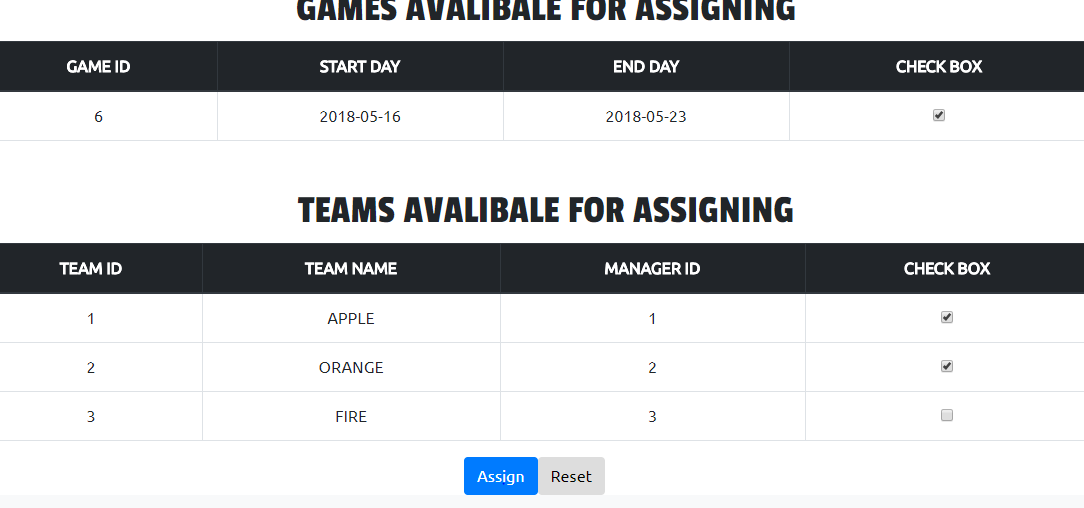 GAMES AVALIBALE FOR ASSIGNING
GAME ID START DAY END DAY CHECK BOX
6 2018-05-16 2018-05-23
TEAMS AVALIBALE FOR ASSIGNING
TEAM ID TEAM NAME MANAGER ID CHECK BOX
1 APPLE 1
2 ORANGE 2
3 FIRE 3
Assign Reset